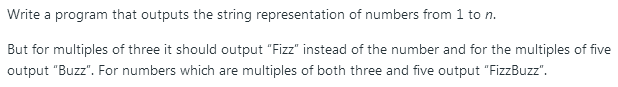 Write a program that outputs the string representation of numbers from 1 to n.
But for multiples of three it should output “Fizz” instead of the number and for the multiples of five
output “Buzz”. For numbers which are multiples of both three and five output “FizzBuzz”.